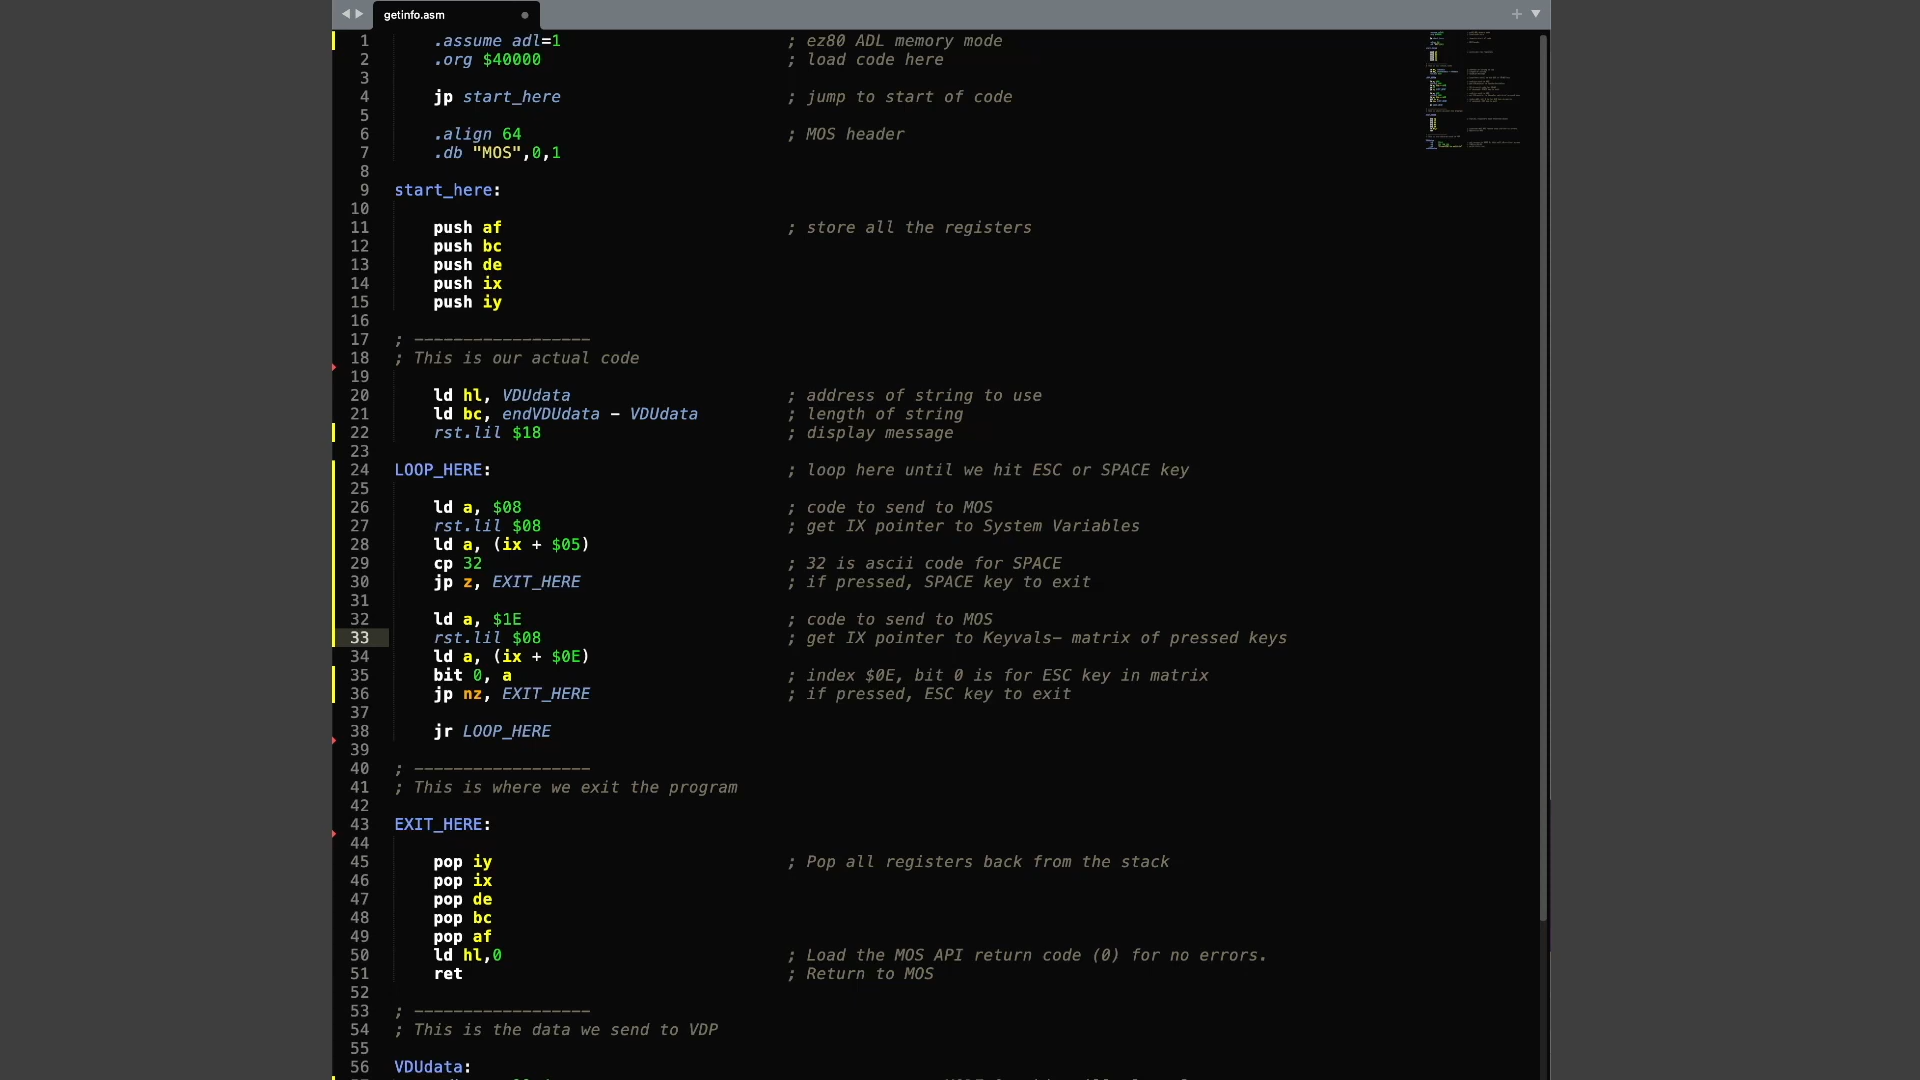 getinfo.asm
1 .assume adl=1 ; ez80 ADL memory mode
2 .org $40000 ; load code here
3
4 jp start_here ; jump to start of code
5
6 .align 64 ; MOS header
7 .db "MOS",0,1
8
9 start_here:
10
11 push af ; store all the registers
12 push bc
13 push de
14 push ix
15 push iy
16
17 ; ------------------
18 ; This is our actual code
19
20 ld hl, VDUdata ; address of string to use
21 ld bc, endVDUdata - VDUdata ; length of string
22 rst.lil $18 ; display message
23
24 LOOP_HERE: ; loop here until we hit ESC or SPACE key
25
26 ld a, $08 ; code to send to MOS
27 rst.lil $08 ; get IX pointer to System Variables
28 ld a, (ix + $05)
29 cp 32 ; 32 is ascii code for SPACE
30 jp z, EXIT_HERE ; if pressed, SPACE key to exit
31
32 ld a, $1E ; code to send to MOS
33 rst.lil $08 ; get IX pointer to Keyvals- matrix of pressed keys
34 ld a, (ix + $0E)
35 bit 0, a ; index $0E, bit 0 is for ESC key in matrix
36 jp nz, EXIT_HERE ; if pressed, ESC key to exit
37
38 jr LOOP_HERE
39
40 ; ------------------
41 ; This is where we exit the program
42
43 EXIT_HERE:
44
45 pop iy ; Pop all registers back from the stack
46 pop ix
47 pop de
48 pop bc
49 pop af
50 ld hl,0 ; Load the MOS API return code (0) for no errors.
51 ret ; Return to MOS
52
53 ; ------------------
54 ; This is the data we send to VDP
55
56 VDUdata: